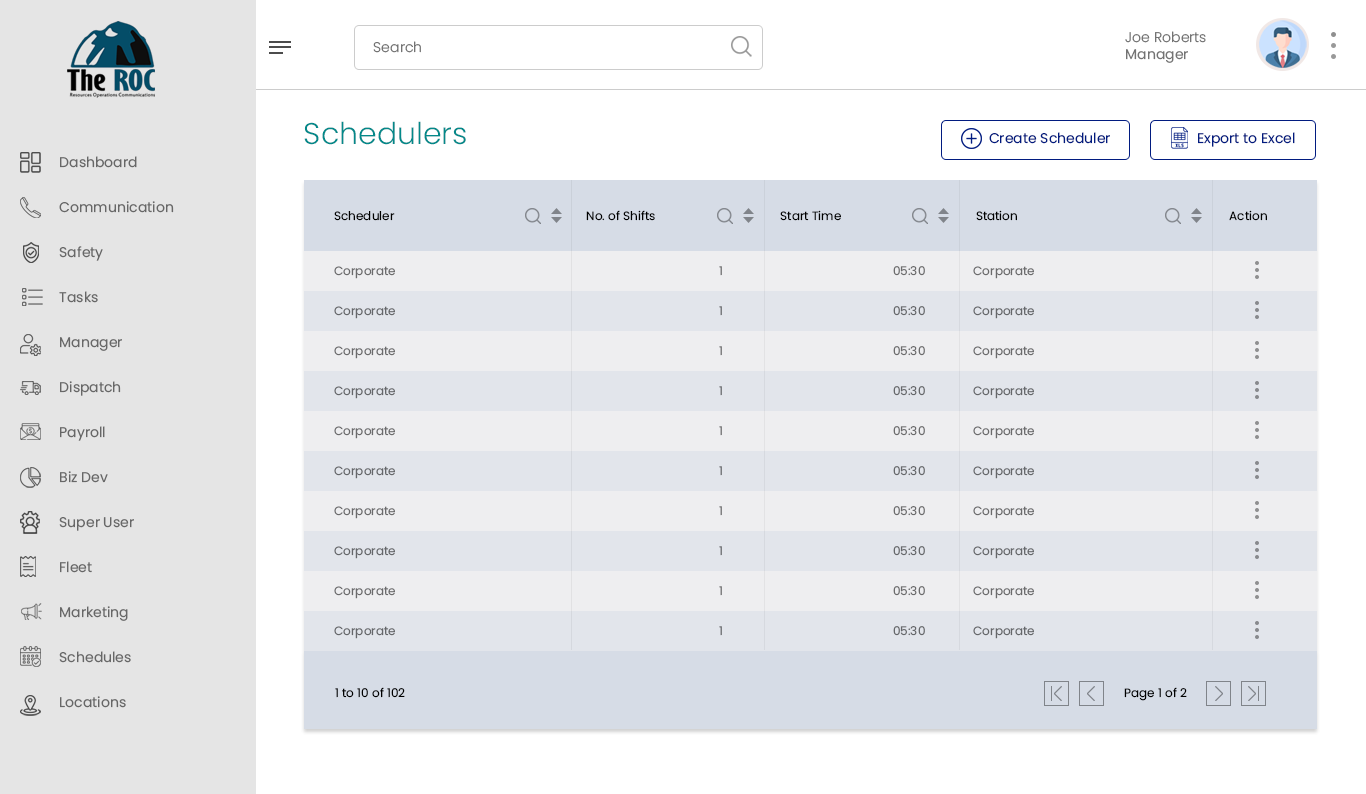 The ROC
Resources Operations Communications
Search
Joe Roberts
Manager
Dashboard
Communication
Safety
Tasks
Manager
Dispatch
Payroll
Biz Dev
Super User
Fleet
Marketing
Schedules
Locations
Schedulers
Create Scheduler
XLS
Export to Excel
Scheduler No. of Shifts Start Time Station Action
Corporate 1 05:30 Corporate
Corporate 1 05:30 Corporate
Corporate 1 05:30 Corporate
Corporate 1 05:30 Corporate
Corporate 1 05:30 Corporate
Corporate 1 05:30 Corporate
Corporate 1 05:30 Corporate
Corporate 1 05:30 Corporate
Corporate 1 05:30 Corporate
Corporate 1 05:30 Corporate
1 to 10 of 102
Page 1 of 2